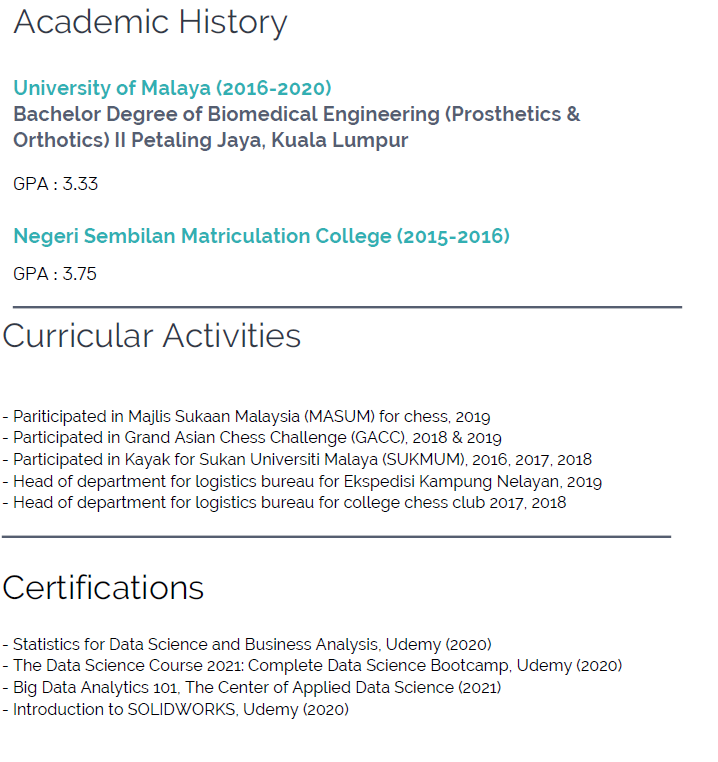 Academic History
University of Malaya (2016-2020)
Bachelor Degree of Biomedical Engineering (Prosthetics &
Orthotics) II Petaling Jaya, Kuala Lumpur
GPA : 3.33
Negeri Sembilan Matriculation College (2015-2016)
GPA : 3.75
Curricular Activities
- Pariticipated in Majlis Sukaan Malaysia (MASUM) for chess, 2019
- Participated in Grand Asian Chess Challenge (GACC), 2018 & 2019
- Participated in Kayak for Sukan Universiti Malaya (SUKMUM), 2016, 2017, 2018
- Head of department for logistics bureau for Ekspedisi Kampung Nelayan, 2019
- Head of department for logistics bureau for college chess club 2017, 2018
Certifications
- Statistics for Data Science and Business Analysis, Udemy (2020)
- The Data Science Course 2021: Complete Data Science Bootcamp, Udemy (2020)
- Big Data Analytics 101, The Center of Applied Data Science (2021)
- Introduction to SOLIDWORKS, Udemy (2020)